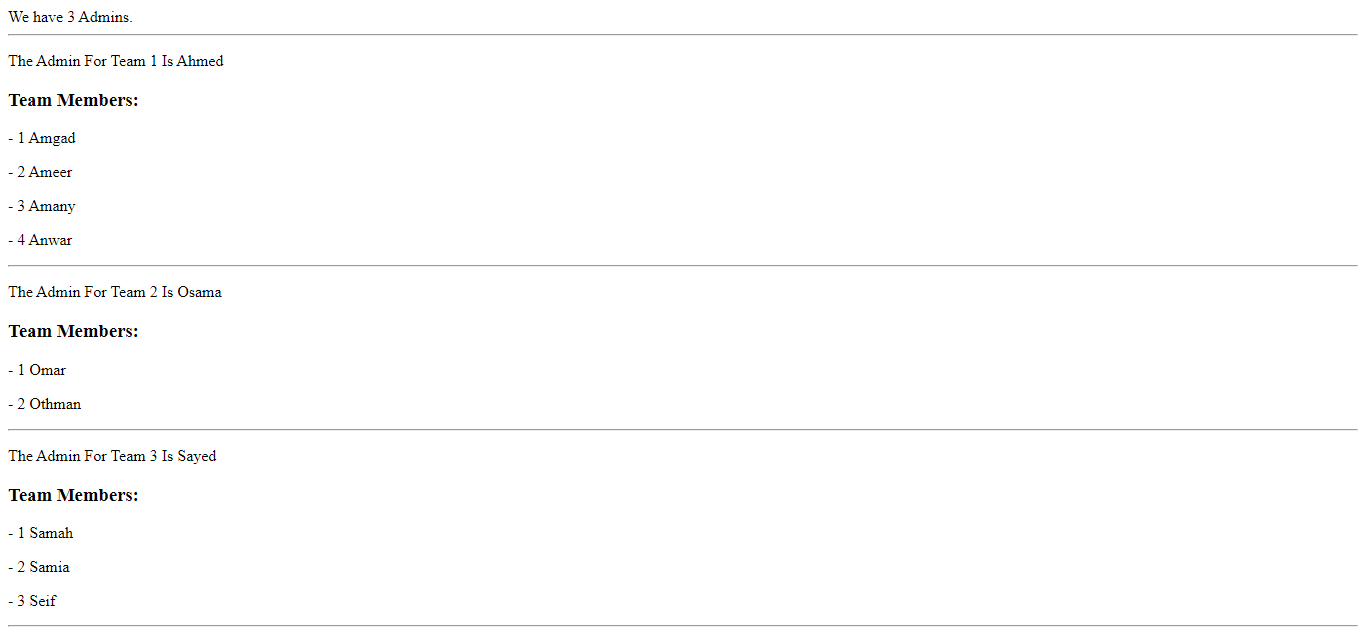 We have 3 Admins.
The Admin For Team 1 Is Ahmed
Team Members:
- 1 Amgad
- 2 Ameer
- 3 Amany
- 4 Anwar
The Admin For Team 2 Is Osama
Team Members:
- 1 Omar
- 2 Othman
The Admin For Team 3 Is Sayed
Team Members:
- 1 Samah
- 2 Samia
- 3 Seif